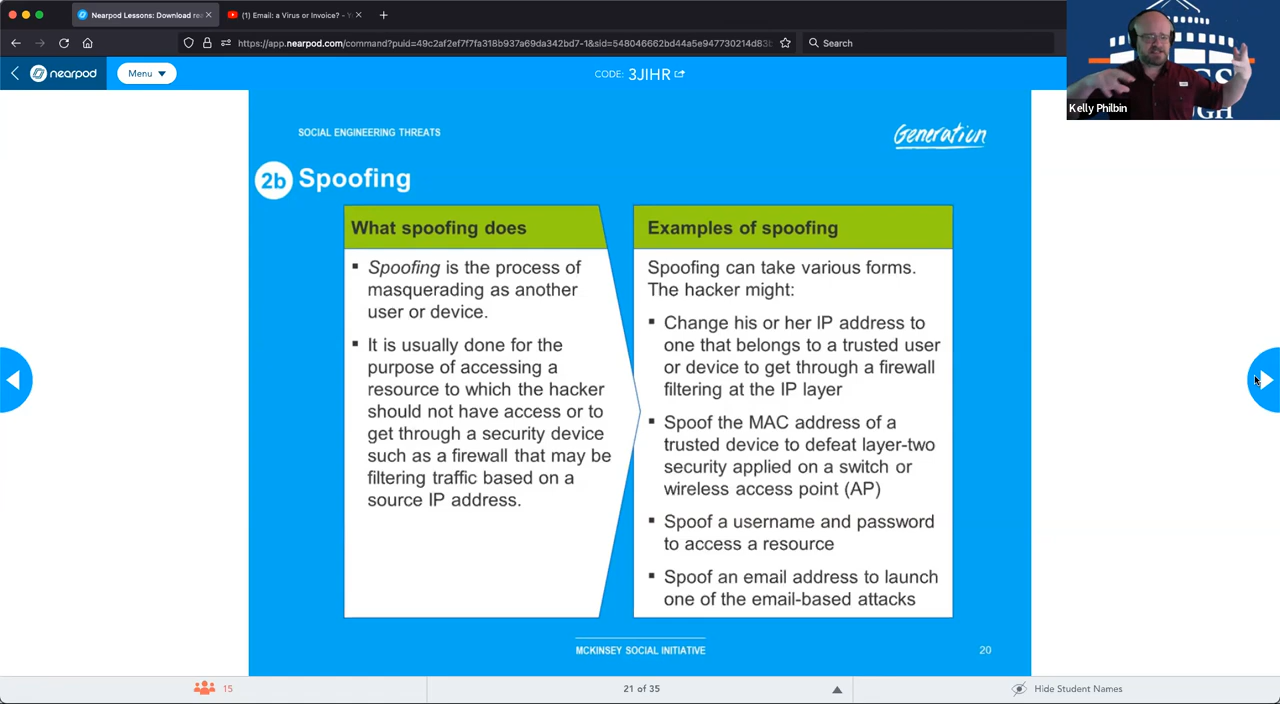 Nearpod Lessons: Download re
(1) Email: a Virus or Invoice? - Y
https://app.nearpod.com/command?puid=49c2af2ef7f7fa318b937a69da342bd7-1&sid=548046662bd44a5e947730214d83
Search
nearpod
Menu
CODE: 3JIHR
Kelly Philbin
SOCIAL ENGINEERING THREATS
Generation
2b Spoofing
What spoofing does
▪ Spoofing is the process of
masquerading as another
user or device.
▪ It is usually done for the
purpose of accessing a
resource to which the hacker
should not have access or to
get through a security device
such as a firewall that may be
filtering traffic based on a
source IP address.
Examples of spoofing
Spoofing can take various forms.
The hacker might:
▪ Change his or her IP address to
one that belongs to a trusted user
or device to get through a firewall
filtering at the IP layer
▪ Spoof the MAC address of a
trusted device to defeat layer-two
security applied on a switch or
wireless access point (AP)
▪ Spoof a username and password
to access a resource
▪ Spoof an email address to launch
one of the email-based attacks
MCKINSEY SOCIAL INITIATIVE
20
15
21 of 35
Hide Student Names